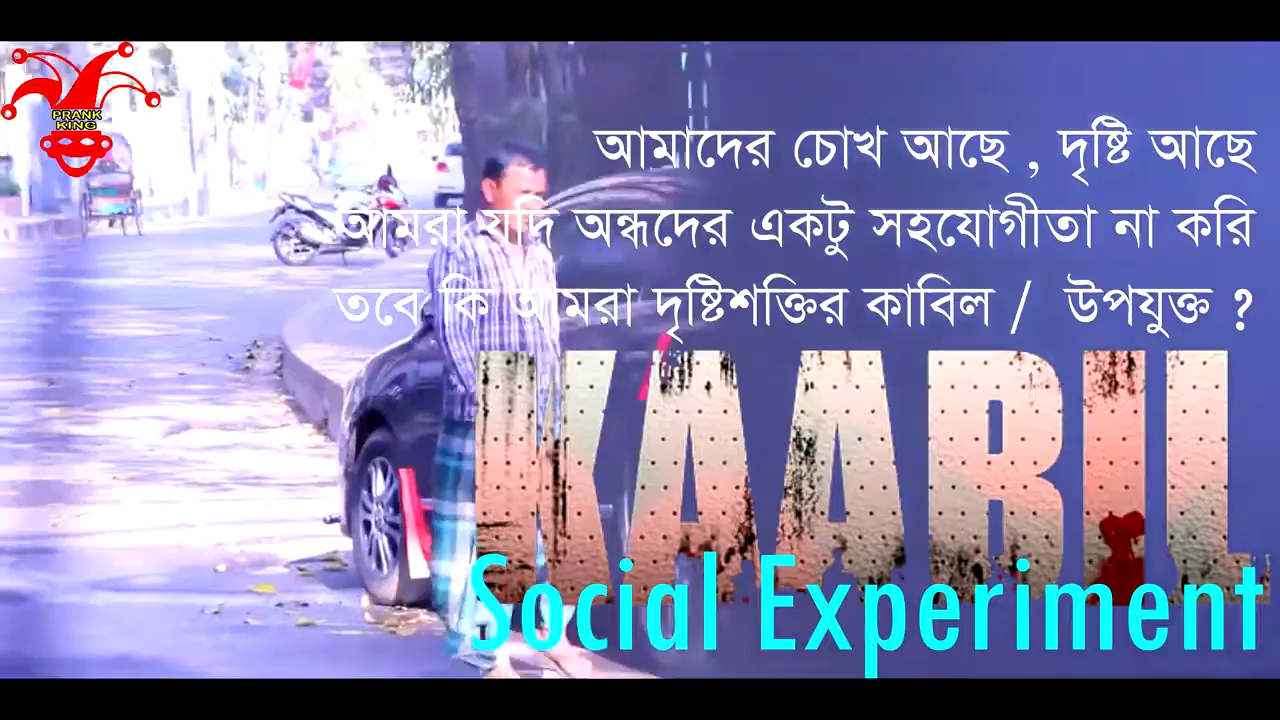 PRANK
KING
আমাদের চোখ আছে , দৃষ্টি আছে
আমরা যদি অন্ধদের একটু সহযোগীতা না করি
তবে কি আমরা দৃষ্টিশক্তির কাবিল / উপযুক্ত ?
KAABIL
Social Experiment